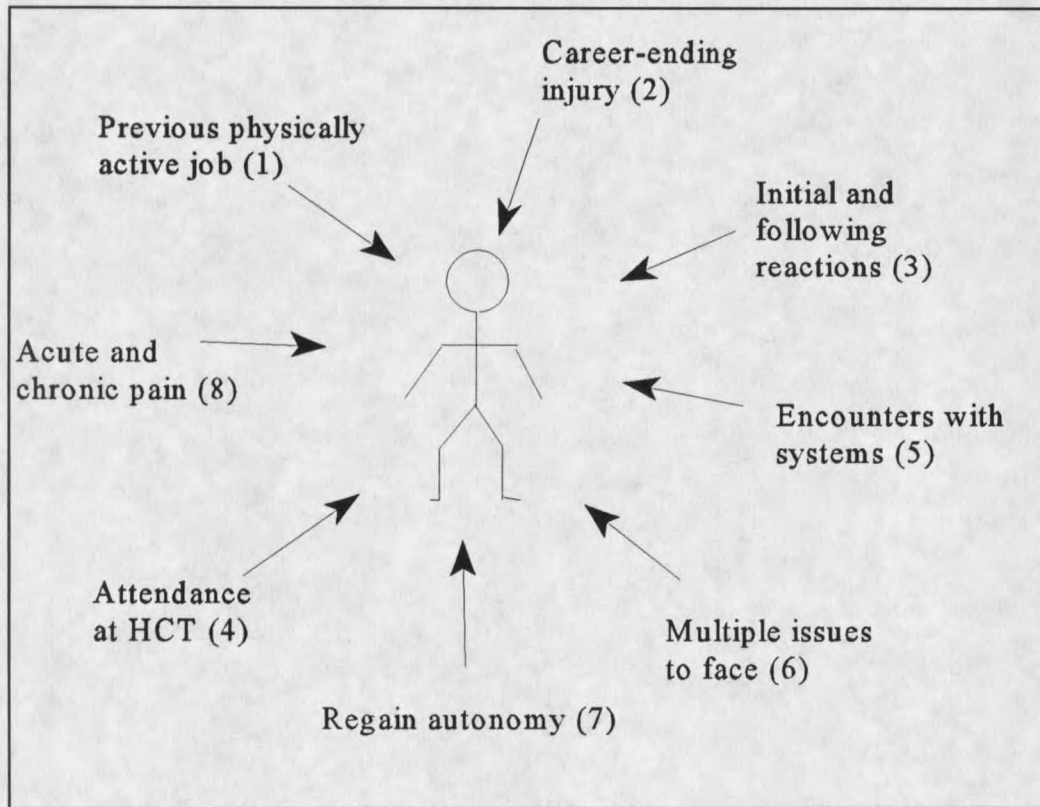 Career-ending
injury (2)
Previous physically
active job (1)
Initial and
following
reactions (3)
Acute and
chronic pain (8)
Encounters with
systems (5)
Attendance
at HCT (4)
Multiple issues
to face (6)
Regain autonomy (7)